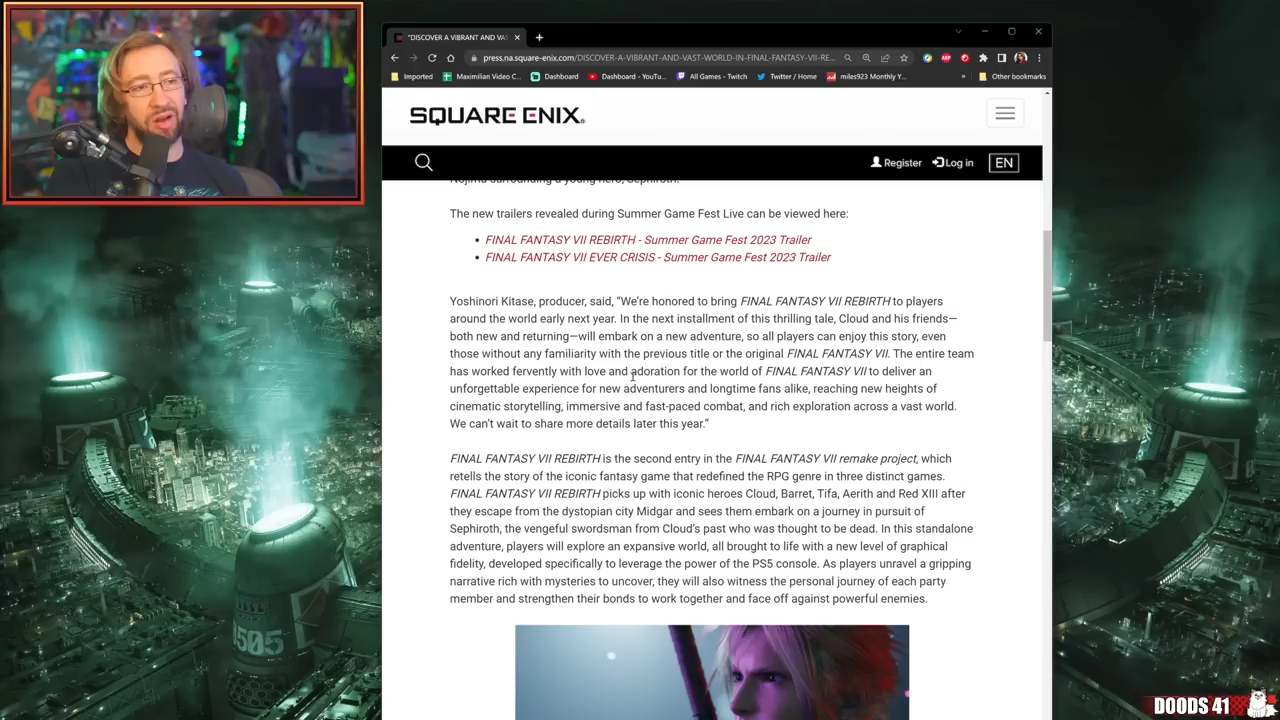 "DISCOVER A VIBRANT AND VAS
press.na.square-enix.com/DISCOVER-A-VIBRANT-AND-VAST-WORLD-IN-FINAL-FANTASY-VII-RE...
Imported Maximilian Video C... Dashboard Dashboard - YouTu... All Games - Twitch Twitter / Home miles923 Monthly Y... » Other bookmarks
SQUARE ENIX
Register Log in EN
Nojima surrounding a young hero, Sephiroth.
The new trailers revealed during Summer Game Fest Live can be viewed here:
• FINAL FANTASY VII REBIRTH - Summer Game Fest 2023 Trailer
• FINAL FANTASY VII EVER CRISIS - Summer Game Fest 2023 Trailer
Yoshinori Kitase, producer, said, “We’re honored to bring FINAL FANTASY VII REBIRTH to players
around the world early next year. In the next installment of this thrilling tale, Cloud and his friends—
both new and returning—will embark on a new adventure, so all players can enjoy this story, even
those without any familiarity with the previous title or the original FINAL FANTASY VII. The entire team
has worked fervently with love and adoration for the world of FINAL FANTASY VII to deliver an
unforgettable experience for new adventurers and longtime fans alike, reaching new heights of
cinematic storytelling, immersive and fast-paced combat, and rich exploration across a vast world.
We can’t wait to share more details later this year.”
FINAL FANTASY VII REBIRTH is the second entry in the FINAL FANTASY VII remake project, which
retells the story of the iconic fantasy game that redefined the RPG genre in three distinct games.
FINAL FANTASY VII REBIRTH picks up with iconic heroes Cloud, Barret, Tifa, Aerith and Red XIII after
they escape from the dystopian city Midgar and sees them embark on a journey in pursuit of
Sephiroth, the vengeful swordsman from Cloud’s past who was thought to be dead. In this standalone
adventure, players will explore an expansive world, all brought to life with a new level of graphical
fidelity, developed specifically to leverage the power of the PS5 console. As players unravel a gripping
narrative rich with mysteries to uncover, they will also witness the personal journey of each party
member and strengthen their bonds to work together and face off against powerful enemies.
DOODS 41